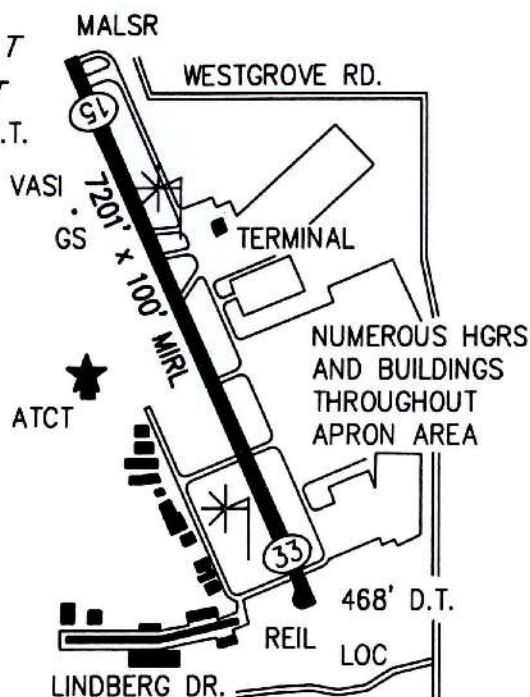 MALSR
T
T
.T.
WESTGROVE RD.
15
VASI
GS
7201' x 100' MIRL
TERMINAL
NUMEROUS HGRS
AND BUILDINGS
THROUGHOUT
APRON AREA
ATCT
33
468' D.T.
REIL
LOC
LINDBERG DR.